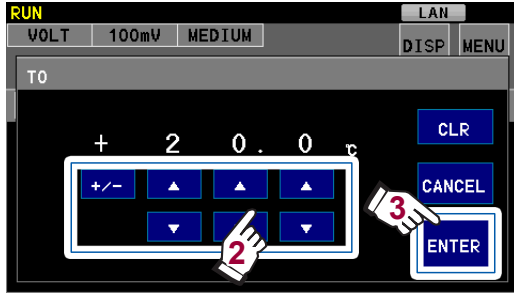 RUN LAN
VOLT 100mV MEDIUM DISP MENU
T0
CLR
+ 2 0. 0 ℃
+/- ▲ ▲ ▲ CANCEL
3
▼ ▼ ENTER
2